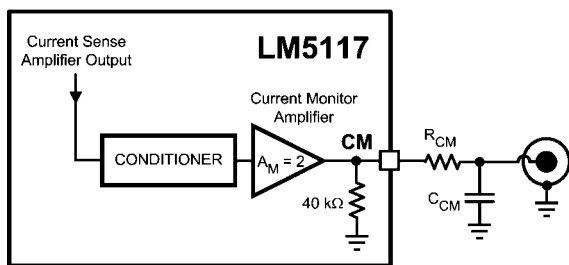 LM5117
Current Sense
Amplifier Output
Current Monitor
Amplifier
CONDITIONER
A_M = 2
CM
40 kΩ
R_CM
C_CM